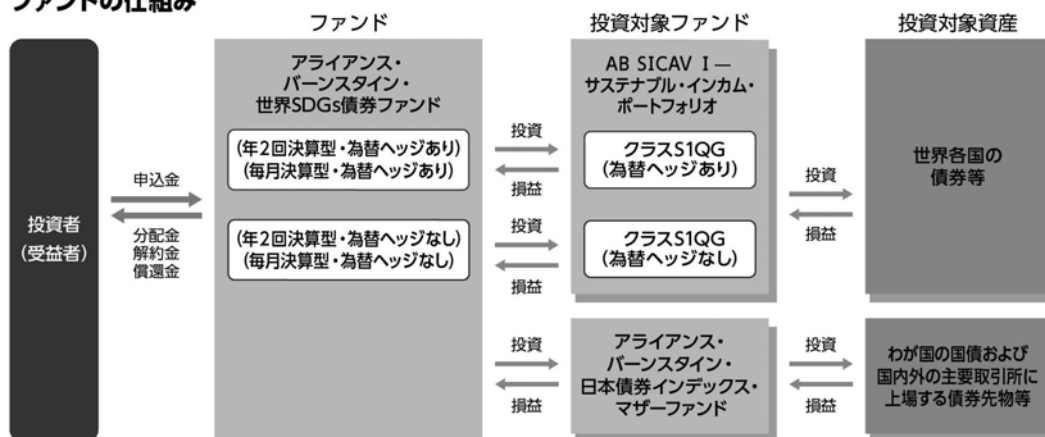 ファンドの仕組み
ファンド
投資対象ファンド
投資対象資産
投資者
(受益者)
申込金
分配金
解約金
償還金
アライアンス・
バーンスタイン・
世界SDGs債券ファンド
(年2回決算型・為替ヘッジあり)
(毎月決算型・為替ヘッジあり)
(年2回決算型・為替ヘッジなし)
(毎月決算型・為替ヘッジなし)
投資
損益
投資
損益
投資
損益
AB SICAV I —
サステナブル・インカム・
ポートフォリオ
クラスS1QG
(為替ヘッジあり)
クラスS1QG
(為替ヘッジなし)
アライアンス・
バーンスタイン・
日本債券インデックス・
マザーファンド
投資
損益
投資
損益
世界各国の
債券等
わが国の国債および
国内外の主要取引所に
上場する債券先物等